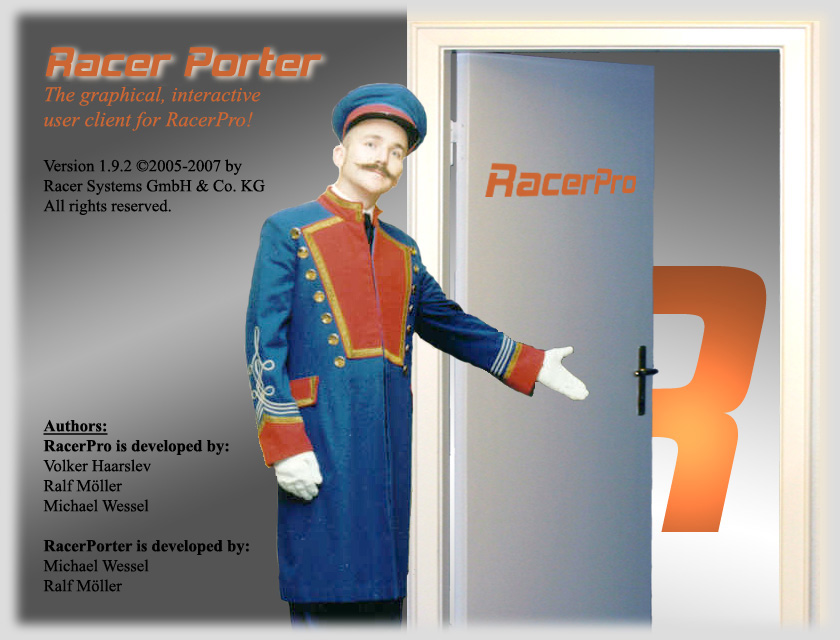 Racer Porter
The graphical, interactive
user client for RacerPro!
Version 1.9.2 ©2005-2007 by
Racer Systems GmbH & Co. KG
All rights reserved.
RacerPro
R
Authors:
RacerPro is developed by:
Volker Haarslev
Ralf Möller
Michael Wessel
RacerPorter is developed by:
Michael Wessel
Ralf Möller